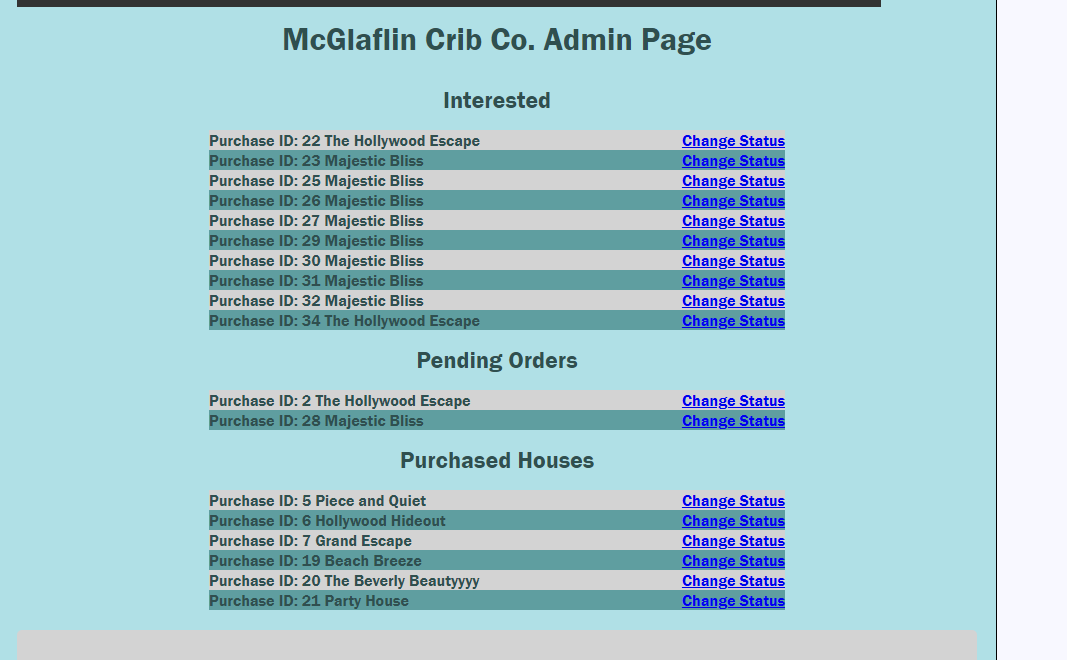 McGlaflin Crib Co. Admin Page
Interested
Purchase ID: 22 The Hollywood Escape Change Status
Purchase ID: 23 Majestic Bliss Change Status
Purchase ID: 25 Majestic Bliss Change Status
Purchase ID: 26 Majestic Bliss Change Status
Purchase ID: 27 Majestic Bliss Change Status
Purchase ID: 29 Majestic Bliss Change Status
Purchase ID: 30 Majestic Bliss Change Status
Purchase ID: 31 Majestic Bliss Change Status
Purchase ID: 32 Majestic Bliss Change Status
Purchase ID: 34 The Hollywood Escape Change Status
Pending Orders
Purchase ID: 2 The Hollywood Escape Change Status
Purchase ID: 28 Majestic Bliss Change Status
Purchased Houses
Purchase ID: 5 Piece and Quiet Change Status
Purchase ID: 6 Hollywood Hideout Change Status
Purchase ID: 7 Grand Escape Change Status
Purchase ID: 19 Beach Breeze Change Status
Purchase ID: 20 The Beverly Beautyyyy Change Status
Purchase ID: 21 Party House Change Status